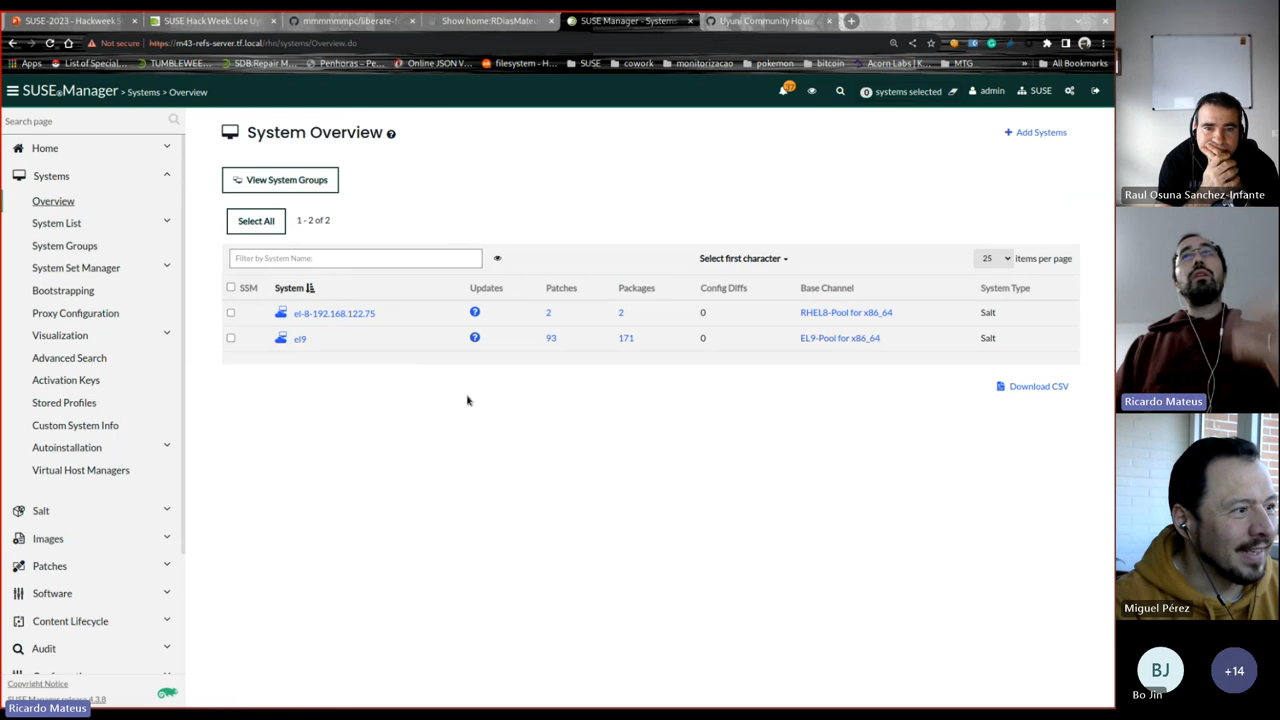 SUSE-2023 - Hackweek S
SUSE Hack Week: Use Uy
mmmmmmpc/liberate-f
Show home:RDiasMateu
SUSE Manager - System
Uyuni Community Hour
Not secure https://m43-refs-server.tf.local/rhn/systems/Overview.do
Apps
List of Special...
TUMBLEWEE...
SDB:Repair M...
Penhoras – Pe...
Online JSON V...
filesystem - H...
SUSE
cowork
monitorizacao
pokemon
bitcoin
Acorn Labs | K...
MTG
»
All Bookmarks
SUSE Manager > Systems > Overview
0 systems selected
admin
SUSE
Search page
Home
Systems
Overview
System List
System Groups
System Set Manager
Bootstrapping
Proxy Configuration
Visualization
Advanced Search
Activation Keys
Stored Profiles
Custom System Info
Autoinstallation
Virtual Host Managers
Salt
Images
Patches
Software
Content Lifecycle
Audit
Copyright Notice
SUSE Manager release 4.3.8
System Overview
+ Add Systems
View System Groups
Select All 1 - 2 of 2
Filter by System Name: Select first character 25 items per page
SSM System Updates Patches Packages Config Diffs Base Channel System Type
el-8-192.168.122.75 2 2 0 RHEL8-Pool for x86_64 Salt
el9 93 171 0 EL9-Pool for x86_64 Salt
Download CSV
Raul Osuna Sanchez-Infante
Ricardo Mateus
Miguel Pérez
BJ
Bo Jin
+14
Ricardo Mateus